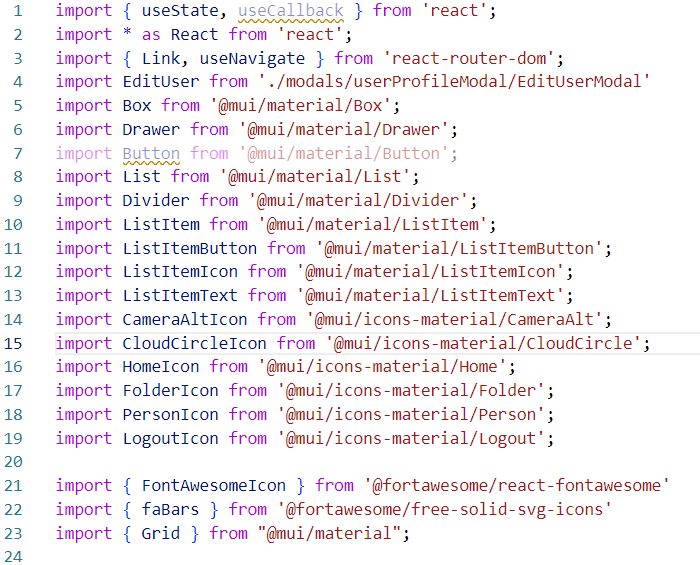 1 import { useState, useCallback } from 'react';
2 import * as React from 'react';
3 import { Link, useNavigate } from 'react-router-dom';
4 import EditUser from './modals/userProfileModal/EditUserModal'
5 import Box from '@mui/material/Box';
6 import Drawer from '@mui/material/Drawer';
7 import Button from '@mui/material/Button';
8 import List from '@mui/material/List';
9 import Divider from '@mui/material/Divider';
10 import ListItem from '@mui/material/ListItem';
11 import ListItemButton from '@mui/material/ListItemButton';
12 import ListItemIcon from '@mui/material/ListItemIcon';
13 import ListItemText from '@mui/material/ListItemText';
14 import CameraAltIcon from '@mui/icons-material/CameraAlt';
15 import CloudCircleIcon from '@mui/icons-material/CloudCircle';
16 import HomeIcon from '@mui/icons-material/Home';
17 import FolderIcon from '@mui/icons-material/Folder';
18 import PersonIcon from '@mui/icons-material/Person';
19 import LogoutIcon from '@mui/icons-material/Logout';
20
21 import { FontAwesomeIcon } from '@fortawesome/react-fontawesome'
22 import { faBars } from '@fortawesome/free-solid-svg-icons'
23 import { Grid } from "@mui/material";
24